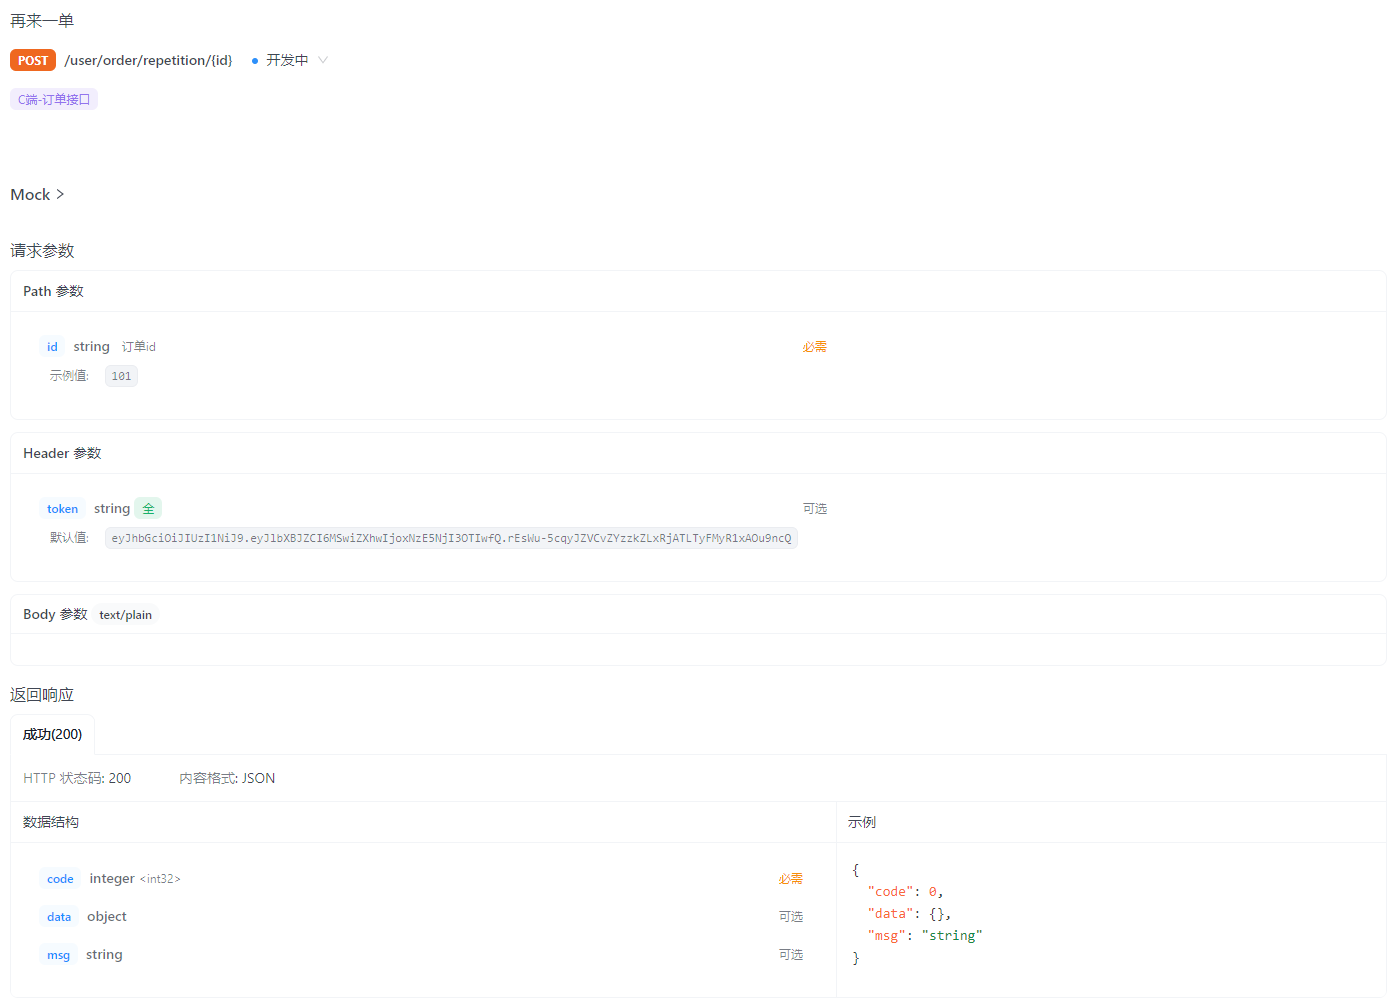 再来一单
POST /user/order/repetition/{id} 开发中
C端-订单接口
Mock >
请求参数
Path 参数
id string 订单id 必需
示例值: 101
Header 参数
token string 全 可选
默认值: eyJhbGciOiJIUzI1NiJ9.eyJ1bXBJZCI6MSwiZXhwIjoxNzE5NjI3OTIwfQ.rEsWu-5cqyJZVCvZYzzkZLxRjATLTyFMyR1xAOu9ncQ
Body 参数 text/plain
返回响应
成功(200)
HTTP 状态码: 200 内容格式: JSON
数据结构
code integer <int32> 必需
data object 可选
msg string 可选
示例
{
"code": 0,
"data": {},
"msg": "string"
}